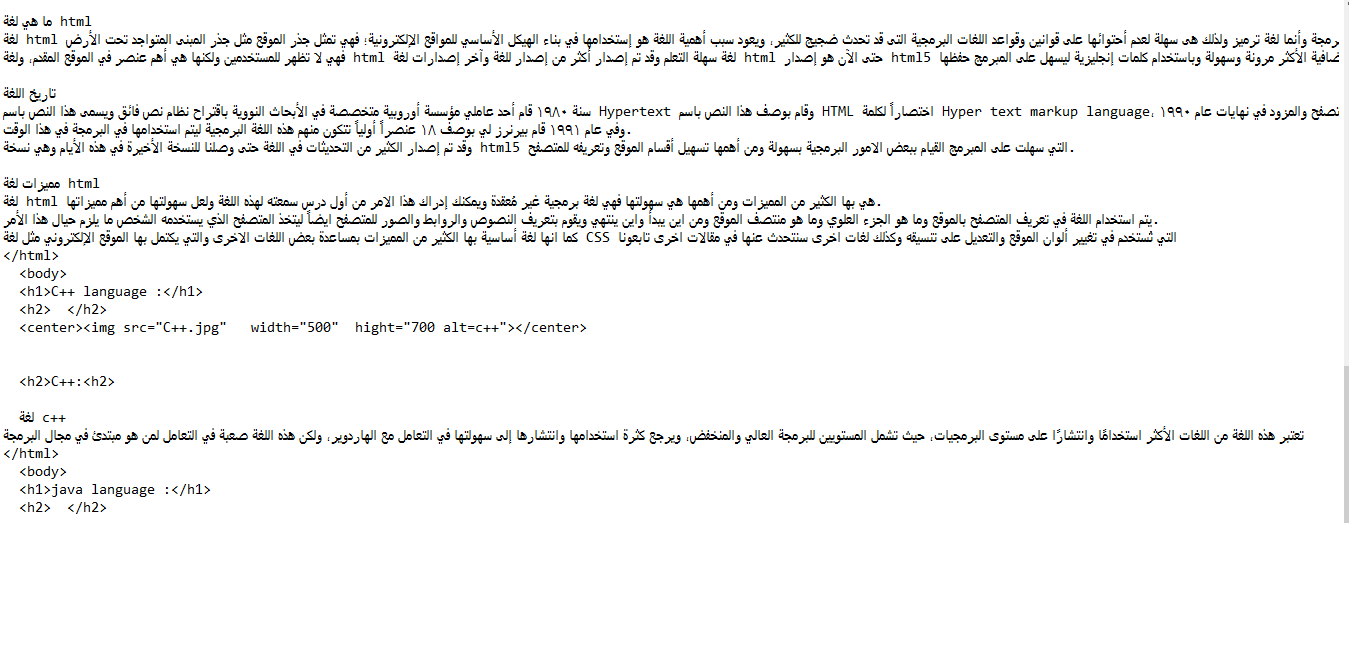 ما هي لغة html
لغة html رمجة وأنما لغة ترميز ولذلك هي سهلة لعدم أحتوائها على قوانين وقواعد اللغات البرمجية التى قد تحدث ضجيج للكثير، ويعود سبب أهمية اللغة هو إستخدامها في بناء الهيكل الأساسي للمواقع الإلكترونية؛ فهي تمثل جذر الموقع مثل جذر المبنى المتواجد تحت الأرض
ضافية الأكثر مرونة وسهولة وباستخدام كلمات إنجليزية ليسهل على المبرمج حفظها html5 حتى الآن هو إصدار html لغة سهلة التعلم وقد تم إصدار أكثر من إصدار للغة وآخر إصدارات لغة html فهي لا تظهر للمستخدمين ولكنها هي أهم عنصر في الموقع المقدم، ولغة
تاريخ اللغة
تصفح والمزود في نهايات عام ١٩٩٠ ،Hyper text markup language اختصاراً لكلمة HTML وقام بوصف هذا النص باسم Hypertext سنة ١٩٨٠ قام أحد عاملي مؤسسة أوروبية متخصصة في الأبحاث النووية باقتراح نظام نص فائق ويسمى هذا النص باسم
وفي عام ١٩٩١ قام بيرنرز لي بوصف ١٨ عنصراً أولياً تتكون منهم هذه اللغة البرمجية ليتم استخدامها في البرمجة في هذا الوقت.
التي سهلت على المبرمج القيام ببعض الامور البرمجية بسهولة ومن أهمها تسهيل أقسام الموقع وتعريفه للمتصفح html5 وقد تم إصدار الكثير من التحديثات في اللغة حتى وصلنا للنسخة الأخيرة في هذه الأيام وهي نسخة.
مميزات لغة html
لغة html هي بها الكثير من المميزات ومن أهمها هي سهولتها فهي لغة برمجية غير مُعقدة ويمكنك إدراك هذا الامر من أول درس سمعته لهذه اللغة ولعل سهولتها من أهم مميزاتها.
يتم استخدام اللغة في تعريف المتصفح بالموقع وما هو الجزء العلوي وما هو منتصف الموقع ومن اين يبدأ واين ينتهي ويقوم بتعريف النصوص والروابط والصور للمتصفح ايضاً ليتخذ المتصفح الذي يستخدمه الشخص ما يلزم حيال هذا الأمر.
التي تُستخدم في تغيير ألوان الموقع والتعديل على تنسيقه وكذلك لغات اخرى سنتحدث عنها في مقالات اخرى تابعونا CSS كما انها لغة أساسية بها الكثير من المميزات بمساعدة بعض اللغات الاخرى والتي يكتمل بها الموقع الإلكتروني مثل لغة
</html>
<body>
<h1>C++ language :</h1>
<h2>  </h2>
<center><img src="C++.jpg"   width="500"  hight="700 alt=c++"></center>
<h2>C++:<h2>
لغة c++
تعتبر هذه اللغة من اللغات الأكثر استخدامًا وانتشارًا على مستوى البرمجيات، حيث تشمل المستويين للبرمجة العالي والمنخفض، ويرجع كثرة استخدامها وانتشارها إلى سهولتها في التعامل مع الهاردوير، ولكن هذه اللغة صعبة في التعامل لمن هو مبتدئ في مجال البرمجة
</html>
<body>
<h1>java language :</h1>
<h2>  </h2>